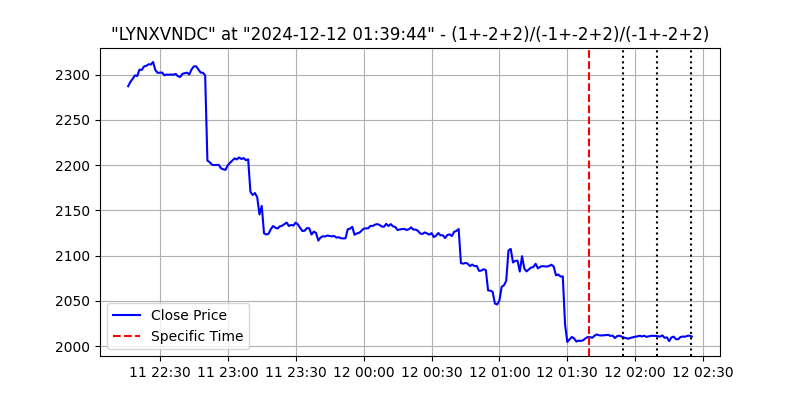 "LYNXVNDC" at "2024-12-12 01:39:44" - (1+-2+2)/(-1+-2+2)/(-1+-2+2)
2300
2250
2200
2150
2100
2050
2000
Close Price
Specific Time
11 22:30 11 23:00 11 23:30 12 00:00 12 00:30 12 01:00 12 01:30 12 02:00 12 02:30